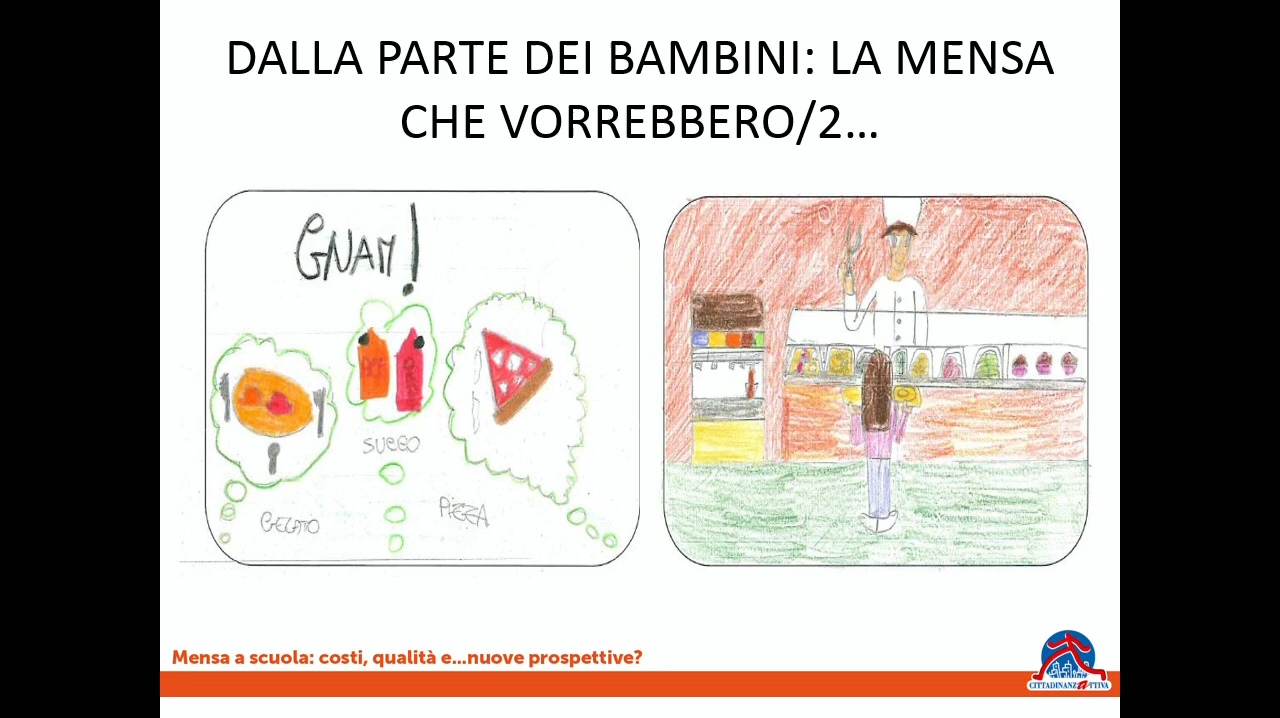 DALLA PARTE DEI BAMBINI: LA MENSA
CHE VORREBBERO/2...
GNAM!
ACE
SUCCO
PIZZA
GELATO
Mensa a scuola: costi, qualità e...nuove prospettive?
CITTADINANZATTIVA